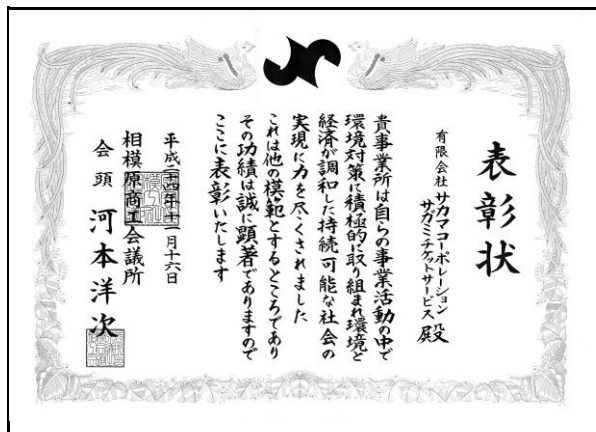 表彰状
有限会社 サカマコーポレーション
サガミチケットサービス 殿
貴事業所は自らの事業活動の中で
環境対策に積極的に取り組まれ環境と
経済が調和した持続可能な社会の
実現に力を尽くされました
これは他の模範とするところであり
その功績は誠に顕著でありますので
ここに表彰いたします
平成二十四年十二月十六日
相模原商工会議所
会頭 河本洋次